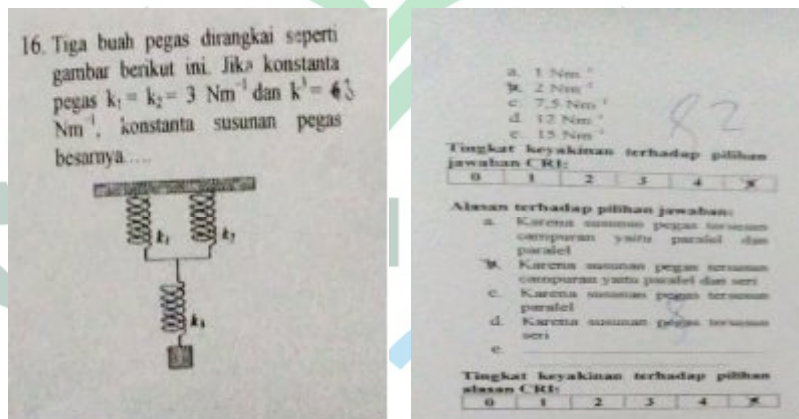 16. Tiga buah pegas dirangkai seperti
gambar berikut ini. Jika konstanta
pegas k₁ = k₂ = 3 Nm⁻¹ dan k³ =
Nm⁻¹, konstanta susunan pegas
besarnya.....
k₁
k₂
k₃
a. 1 Nm⁻¹
2 Nm⁻¹
c. 7,5 Nm⁻¹
d. 12 Nm⁻¹
e. 15 Nm⁻¹
82
Tingkat keyakinan terhadap pilihan
jawaban CRI:
0 1 2 3 4
Alasan terhadap pilihan jawaban:
a. Karena susunan pegas tersusun
campuran yaitu paralel dan
paralel
Karena susunan pegas tersusun
campuran yaitu paralel dan seri
c. Karena susunan pegas tersusun
paralel
d. Karena susunan pegas tersusun
seri
e.
Tingkat keyakinan terhadap pilihan
alasan CRI:
0 1 2 3 4